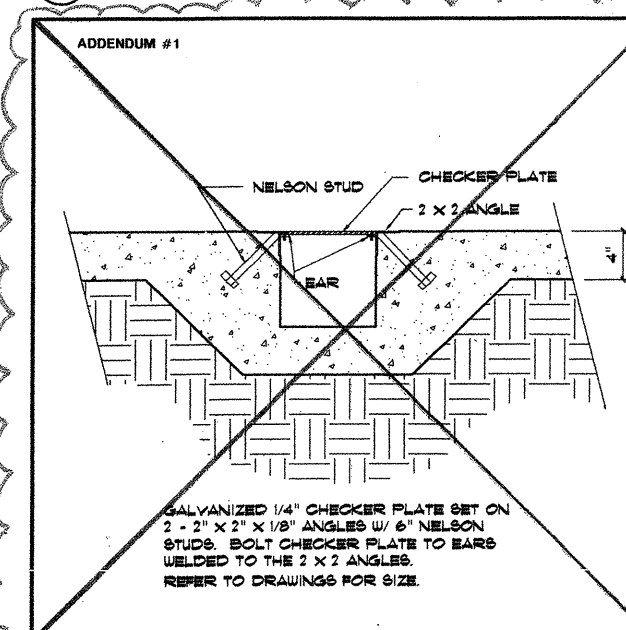 ADDENDUM #1
NELSON STUD
CHECKER PLATE
2 x 2 ANGLE
EAR
4"
GALVANIZED 1/4" CHECKER PLATE SET ON
2 - 2" x 2" x 1/8" ANGLES W/ 6" NELSON
STUDS. BOLT CHECKER PLATE TO EARS
WELDED TO THE 2 x 2 ANGLES.
REFER TO DRAWINGS FOR SIZE.